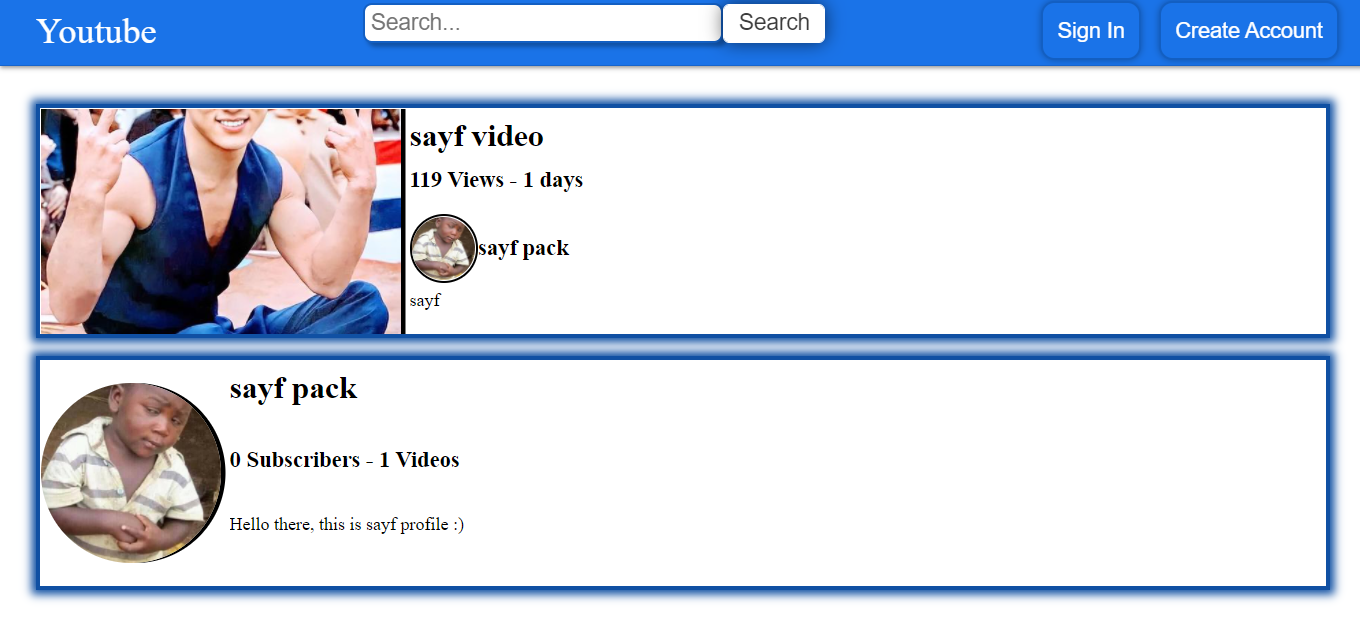 Youtube
Search...
Search
Sign In
Create Account
sayf video
119 Views - 1 days
sayf pack
sayf
sayf pack
0 Subscribers - 1 Videos
Hello there, this is sayf profile :)